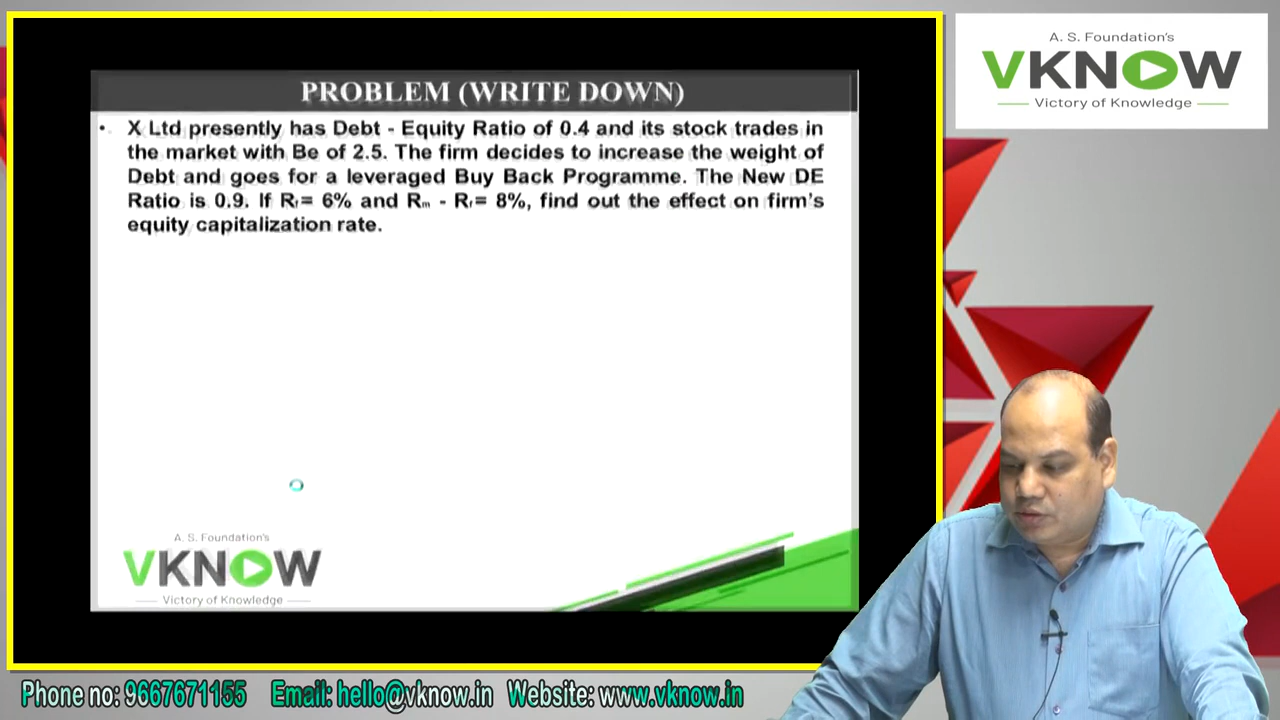 A. S. Foundation's
VKNOW
Victory of Knowledge
PROBLEM (WRITE DOWN)
• X Ltd presently has Debt - Equity Ratio of 0.4 and its stock trades in
the market with Be of 2.5. The firm decides to increase the weight of
Debt and goes for a leveraged Buy Back Programme. The New DE
Ratio is 0.9. If Rf= 6% and Rm - Rf= 8%, find out the effect on firm's
equity capitalization rate.
A. S. Foundation's
VKNOW
Victory of Knowledge
Phone no: 9667671155 Email: hello@vknow.in Website: www.vknow.in